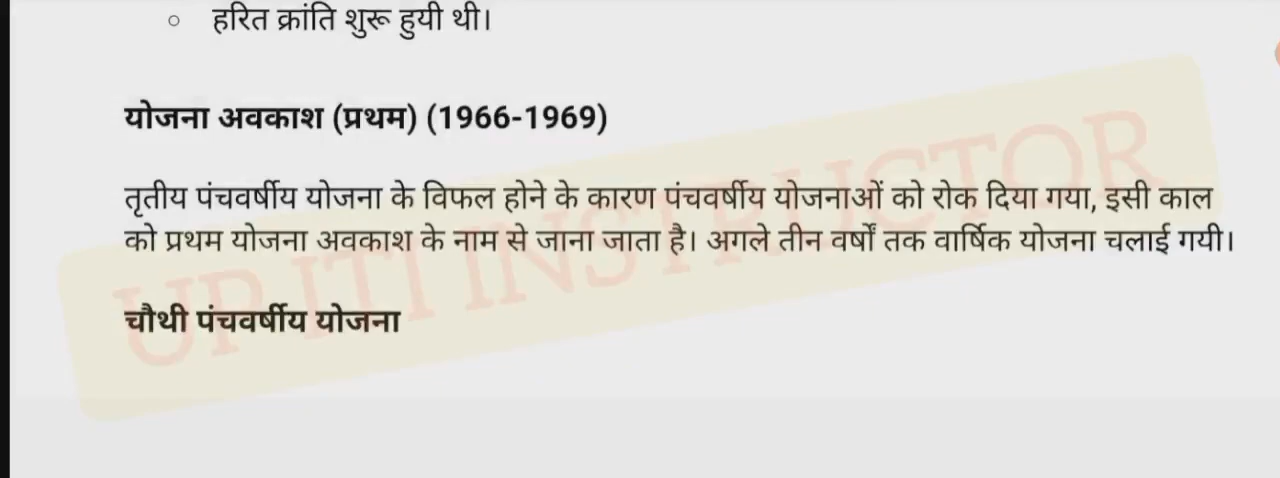 ○ हरित क्रांति शुरू हुयी थी।
योजना अवकाश (प्रथम) (1966-1969)
तृतीय पंचवर्षीय योजना के विफल होने के कारण पंचवर्षीय योजनाओं को रोक दिया गया, इसी काल
को प्रथम योजना अवकाश के नाम से जाना जाता है। अगले तीन वर्षों तक वार्षिक योजना चलाई गयी।
चौथी पंचवर्षीय योजना
UP ITI INSTRUCTOR